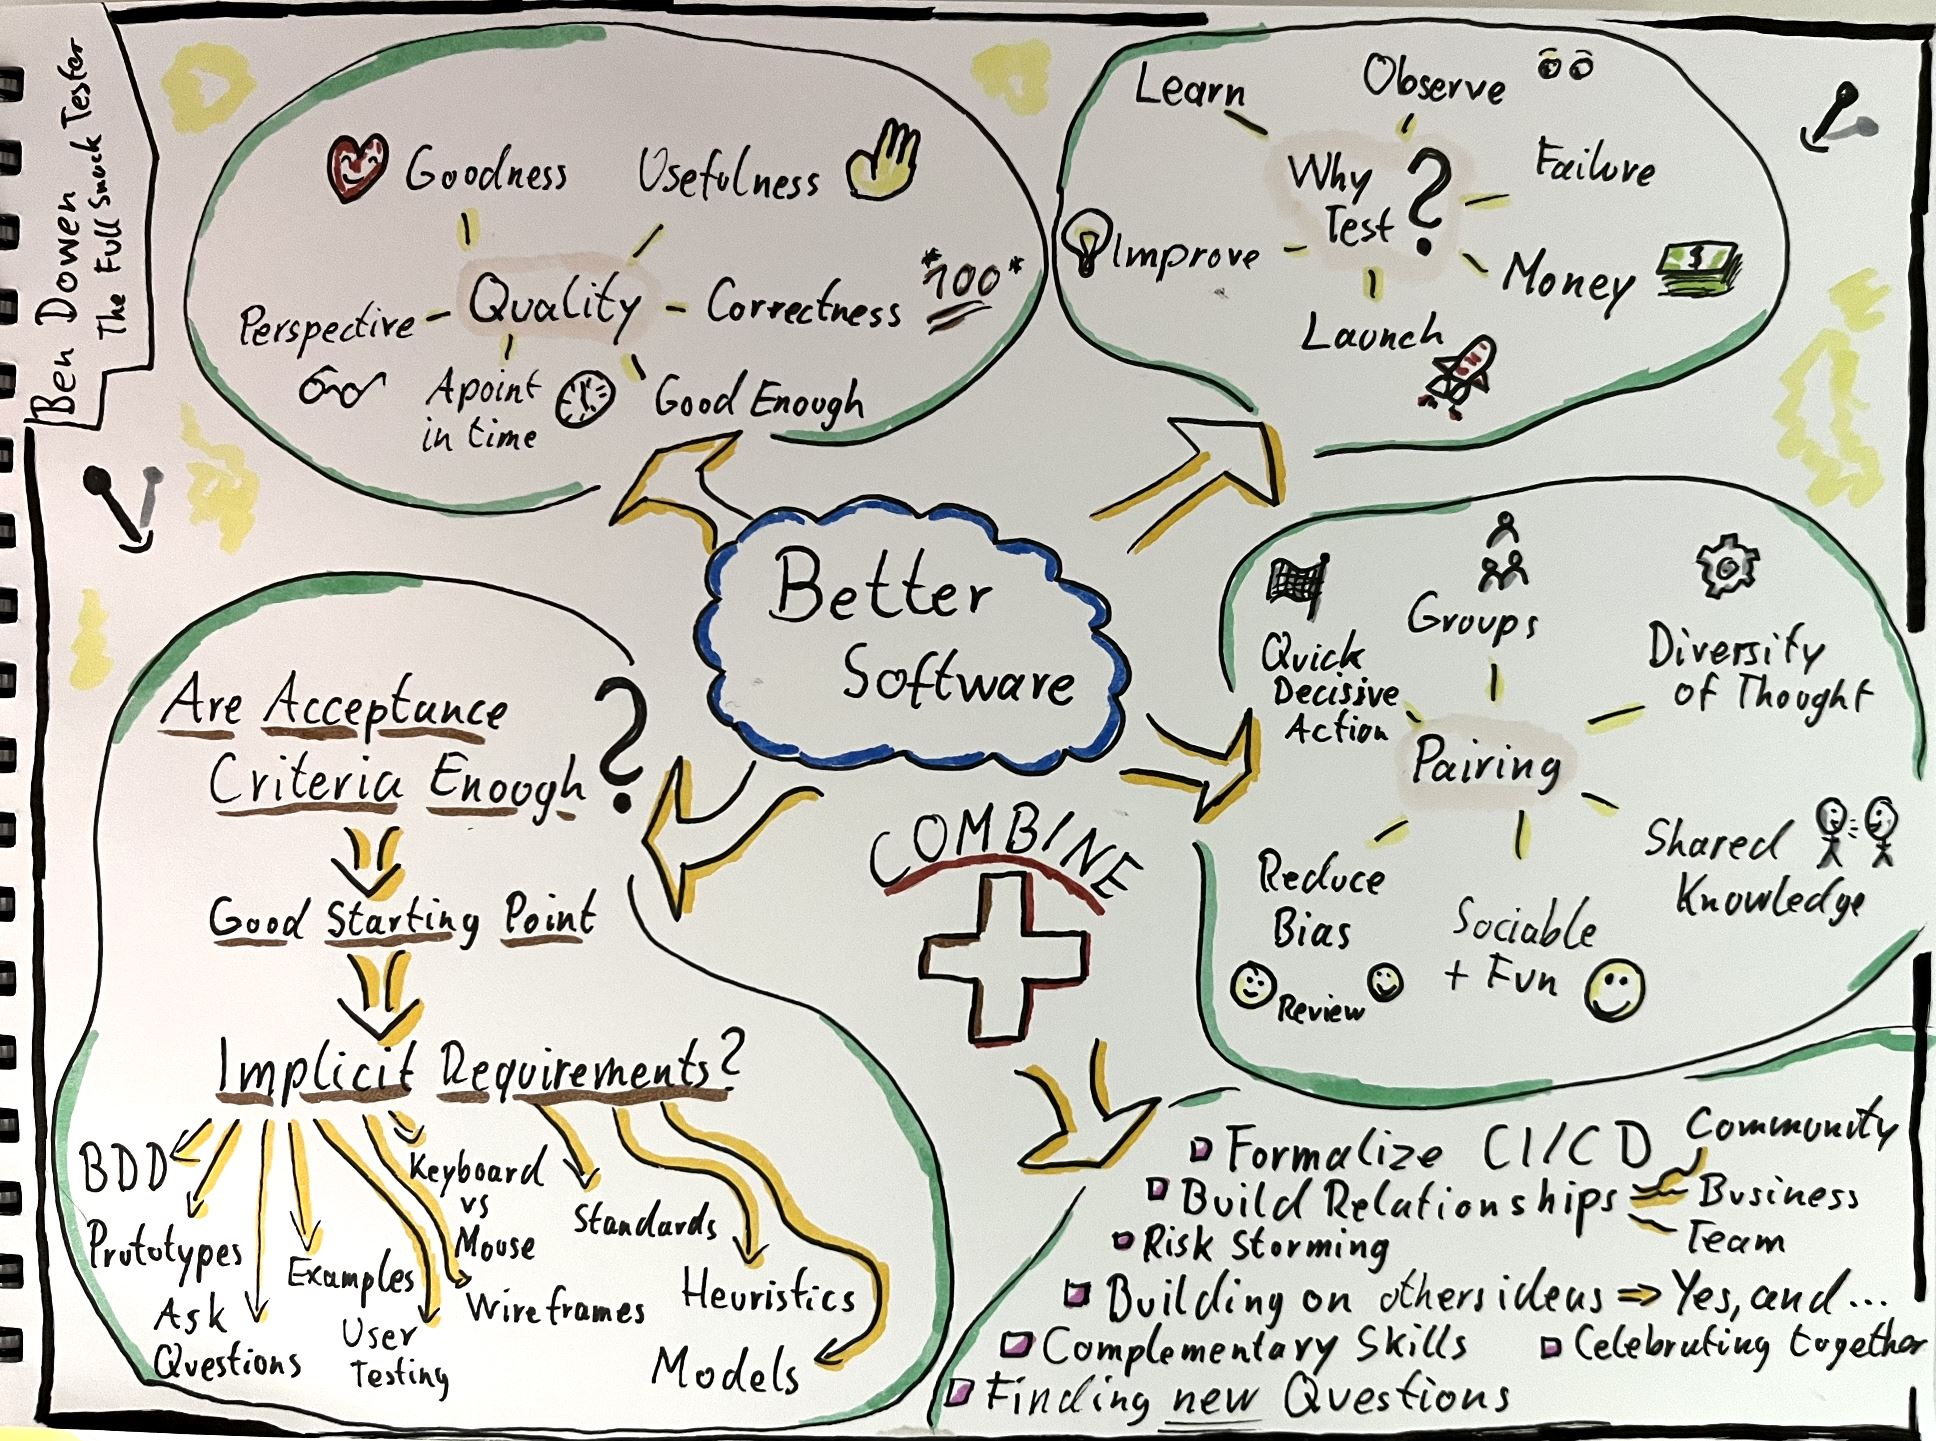 Ben Dowen
The Full Snack Tester
Goodness
Usefulness
Quality
Perspective
Correctness
*100*
A point
in time
Good Enough
Learn
Observe
Why
Test ?
Failure
Improve
Money
$
Launch
Better
Software
Are Acceptance
Criteria Enough ?
Good Starting Point
Implicit Requirements?
BDD
Prototypes
Ask
Questions
Examples
User
Testing
Keyboard
vs
Mouse
Wireframes
Standards
Heuristics
Models
Quick
Decisive
Action
Groups
Diversity
of Thought
Pairing
Shared
Knowledge
Reduce
Bias
Review
Sociable
+ Fun
COMBINE
+
Formalize CI/CD
Build Relationships
Community
Business
Team
Risk Storming
Building on others ideas ⇒ Yes, and...
Complementary Skills
Celebrating together
Finding new Questions